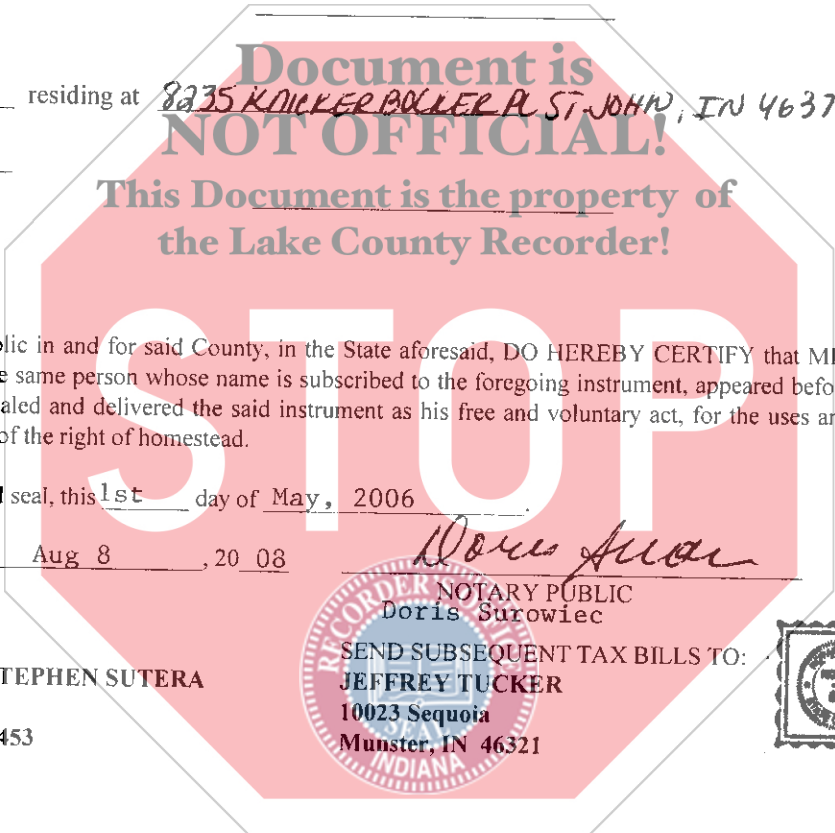 Document is
residing at 8235 KNICKERBOCKER PL ST. JOHN, IN 4637
NOT OFFICIAL!
This Document is the property of
the Lake County Recorder!
STOP
lic in and for said County, in the State aforesaid, DO HEREBY CERTIFY that
e same person whose name is subscribed to the foregoing instrument, appeared befo
aled and delivered the said instrument as his free and voluntary act, for the uses
of the right of homestead.
seal, this 1st day of May, 2006
Aug 8, 20 08
NOTARY PUBLIC
Doris Surowiec
SEND SUBSEQUENT TAX BILLS TO:
TEPHEN SUTERA
JEFFREY TUCKER
10023 Sequoia
453
Munster, IN 46321
RECORDER'S OFFICE
SEAL
INDIANA